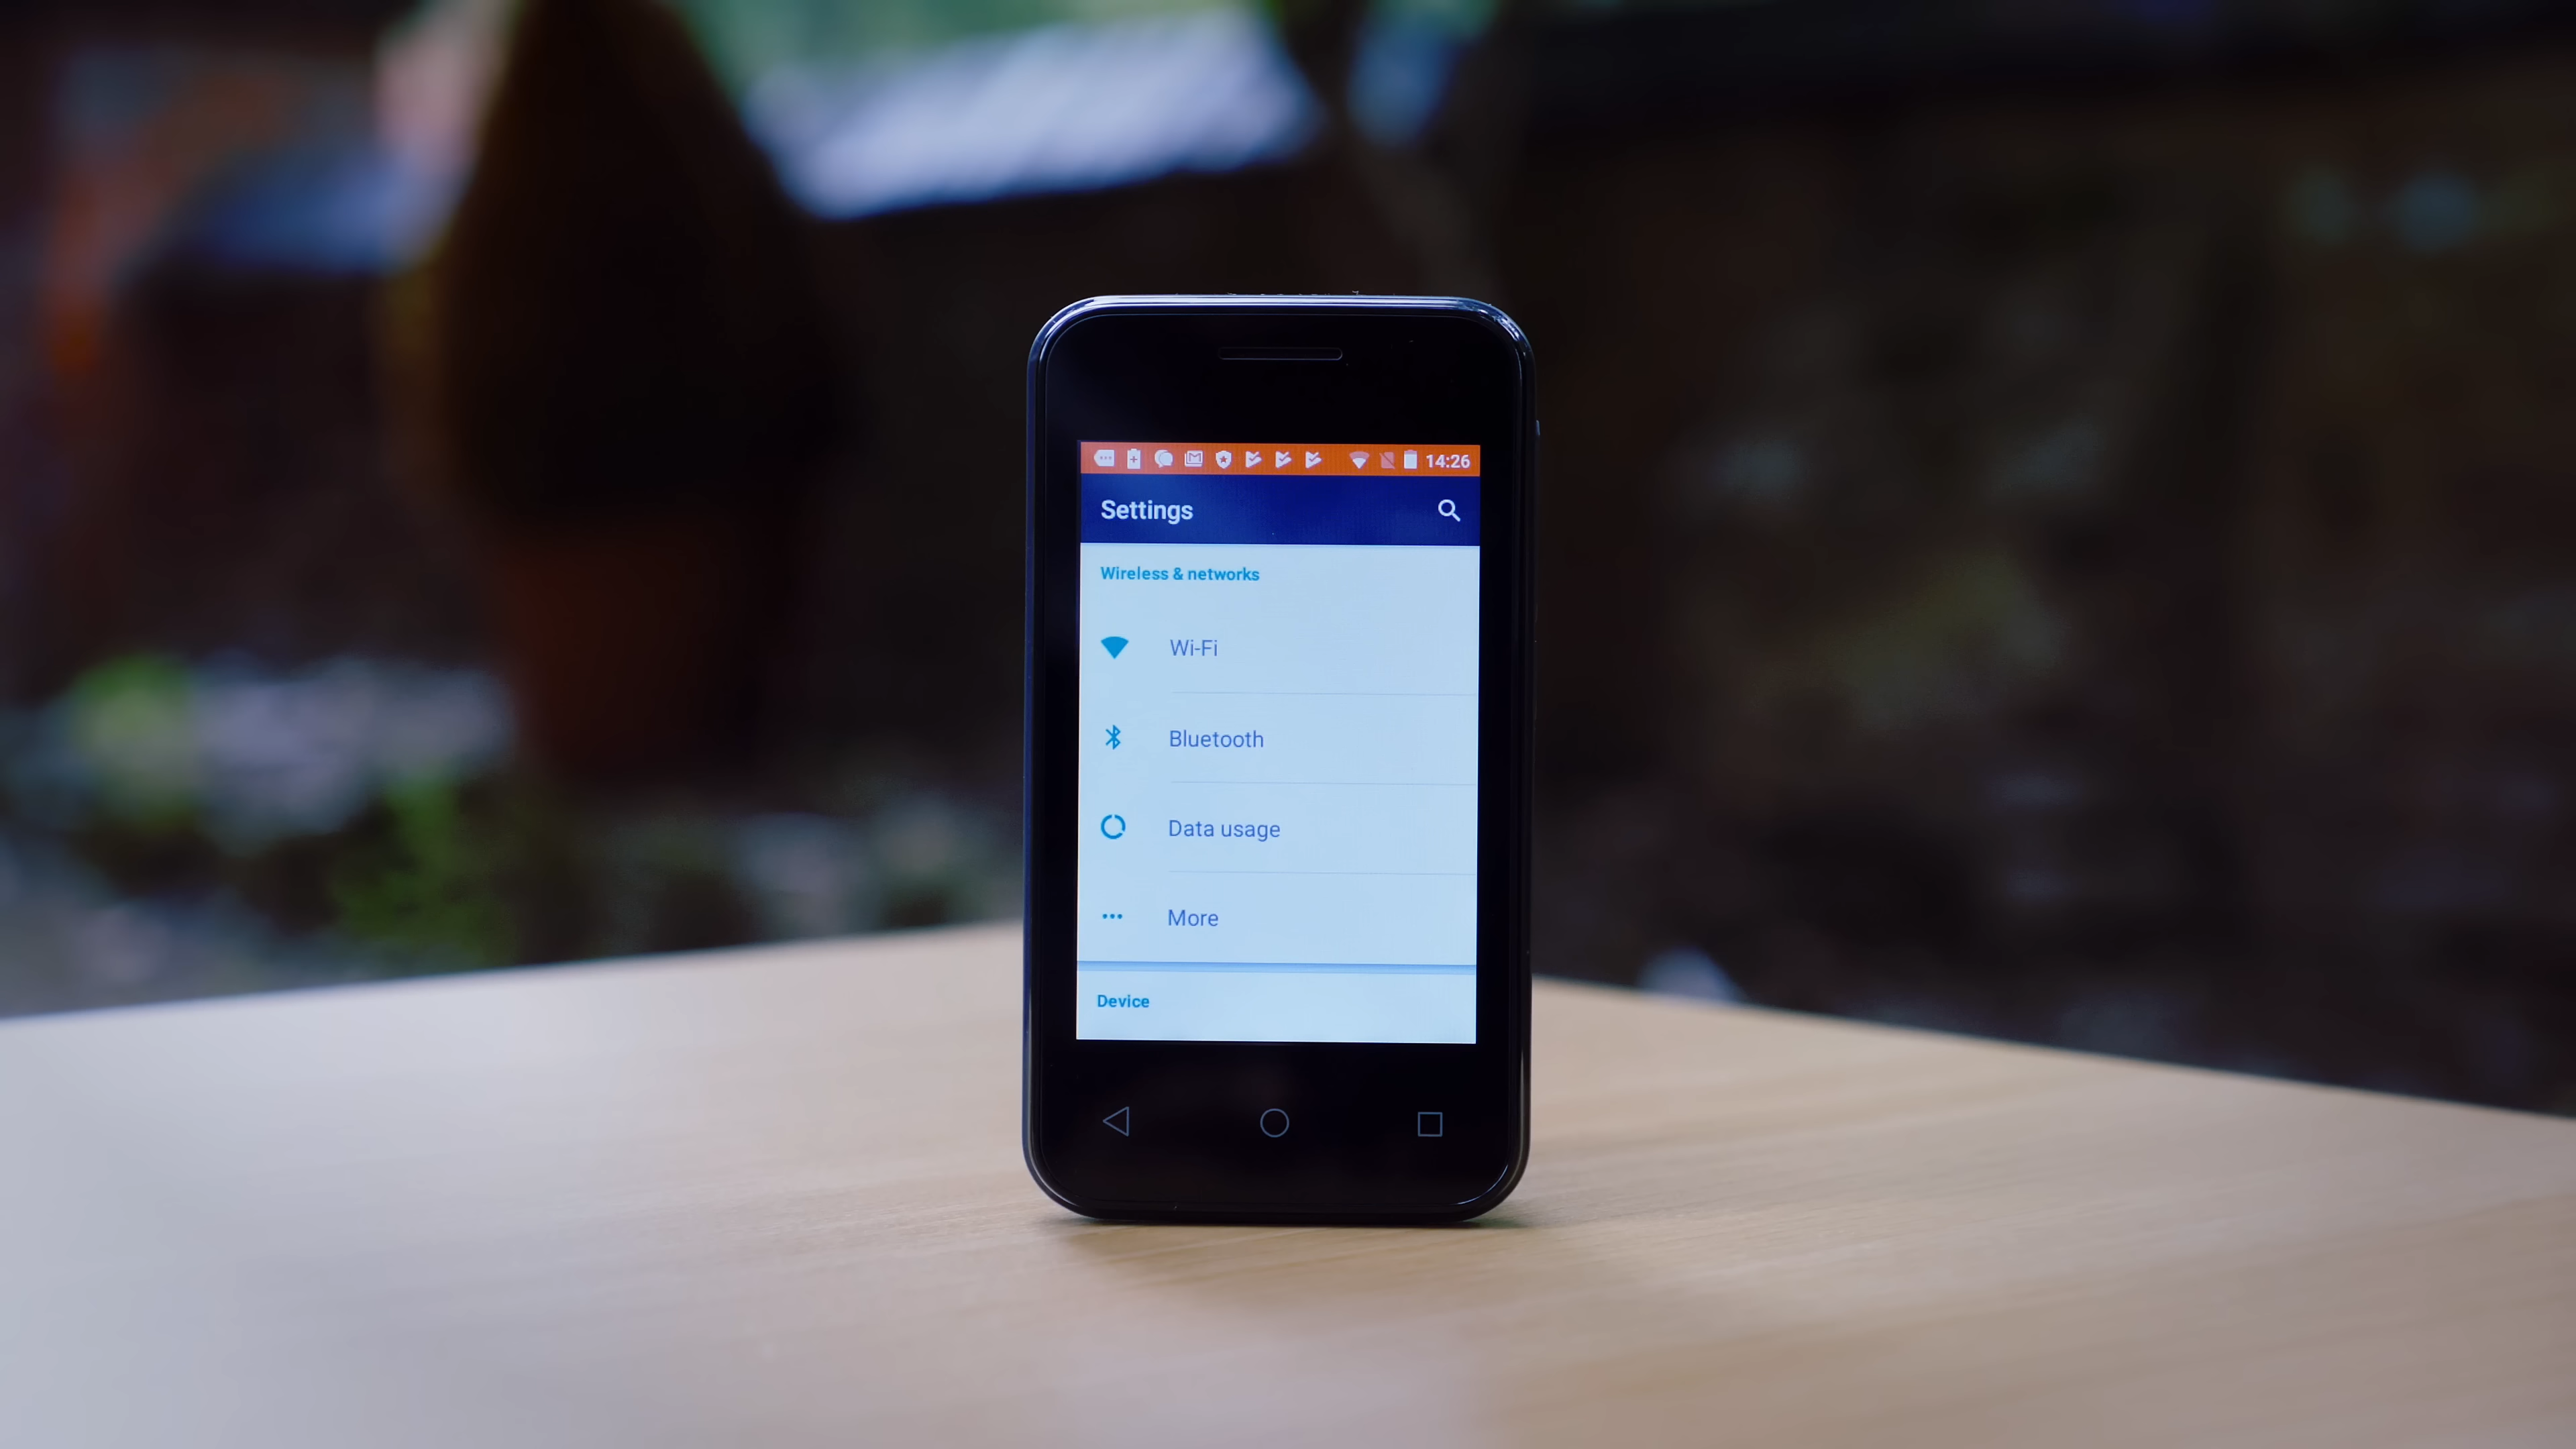 14:26
Settings
Wireless & networks
Wi-Fi
Bluetooth
Data usage
More
Device